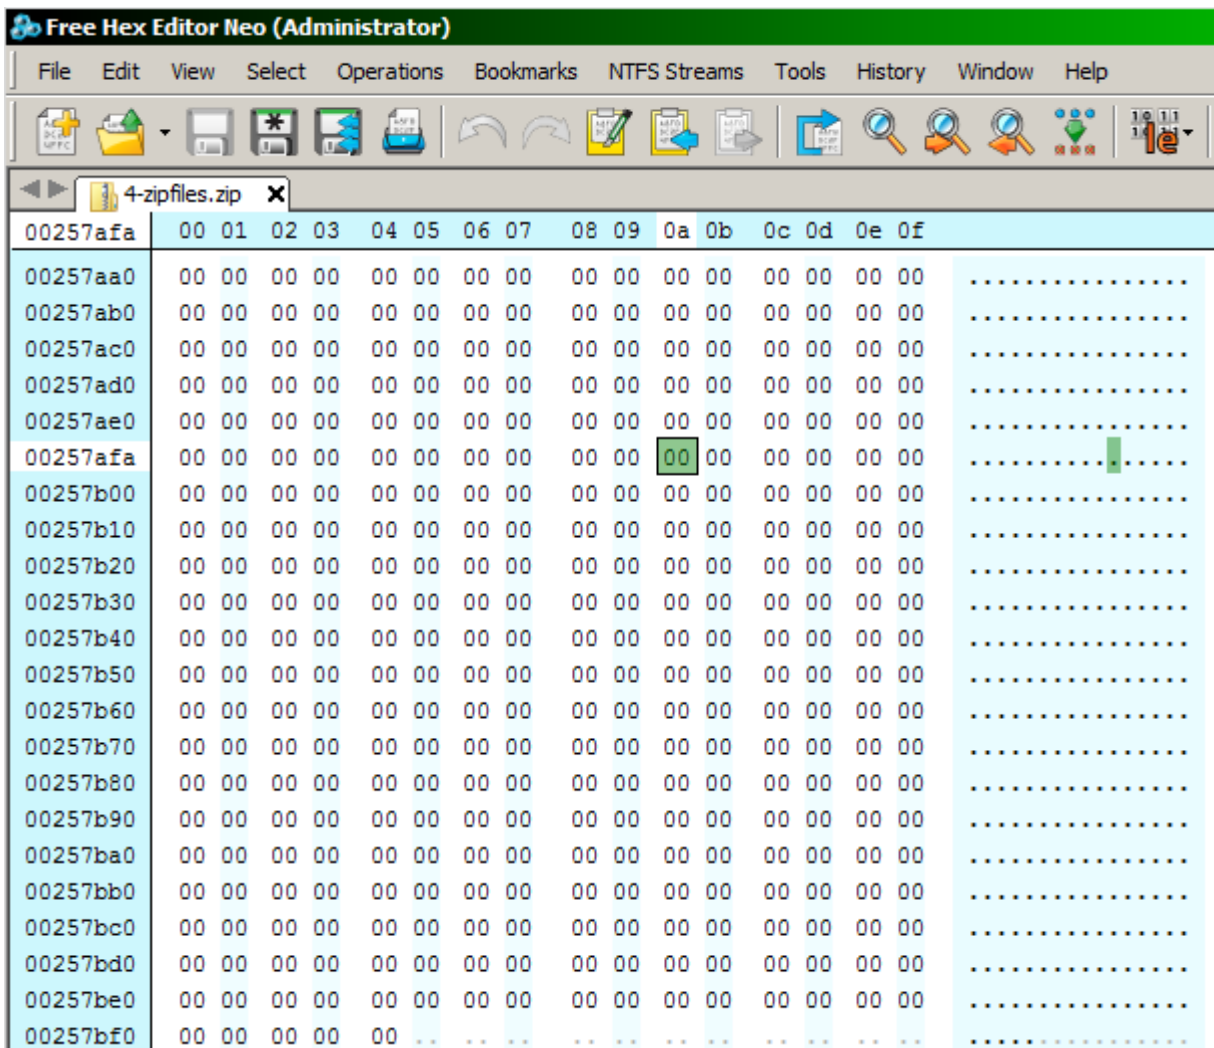 Free Hex Editor Neo (Administrator)
File Edit View Select Operations Bookmarks NTFS Streams Tools History Window Help
4-zipfiles.zip
00257afa 00 01 02 03 04 05 06 07 08 09 0a 0b 0c 0d 0e 0f
00257aa0 00 00 00 00 00 00 00 00 00 00 00 00 00 00 00 00 ................
00257ab0 00 00 00 00 00 00 00 00 00 00 00 00 00 00 00 00 ................
00257ac0 00 00 00 00 00 00 00 00 00 00 00 00 00 00 00 00 ................
00257ad0 00 00 00 00 00 00 00 00 00 00 00 00 00 00 00 00 ................
00257ae0 00 00 00 00 00 00 00 00 00 00 00 00 00 00 00 00 ................
00257afa 00 00 00 00 00 00 00 00 00 00 00 00 00 00 00 00 ................
00257b00 00 00 00 00 00 00 00 00 00 00 00 00 00 00 00 00 ................
00257b10 00 00 00 00 00 00 00 00 00 00 00 00 00 00 00 00 ................
00257b20 00 00 00 00 00 00 00 00 00 00 00 00 00 00 00 00 ................
00257b30 00 00 00 00 00 00 00 00 00 00 00 00 00 00 00 00 ................
00257b40 00 00 00 00 00 00 00 00 00 00 00 00 00 00 00 00 ................
00257b50 00 00 00 00 00 00 00 00 00 00 00 00 00 00 00 00 ................
00257b60 00 00 00 00 00 00 00 00 00 00 00 00 00 00 00 00 ................
00257b70 00 00 00 00 00 00 00 00 00 00 00 00 00 00 00 00 ................
00257b80 00 00 00 00 00 00 00 00 00 00 00 00 00 00 00 00 ................
00257b90 00 00 00 00 00 00 00 00 00 00 00 00 00 00 00 00 ................
00257ba0 00 00 00 00 00 00 00 00 00 00 00 00 00 00 00 00 ................
00257bb0 00 00 00 00 00 00 00 00 00 00 00 00 00 00 00 00 ................
00257bc0 00 00 00 00 00 00 00 00 00 00 00 00 00 00 00 00 ................
00257bd0 00 00 00 00 00 00 00 00 00 00 00 00 00 00 00 00 ................
00257be0 00 00 00 00 00 00 00 00 00 00 00 00 00 00 00 00 ................
00257bf0 00 00 00 00 00 .. .. .. .. .. .. .. .. .. .. .. ................